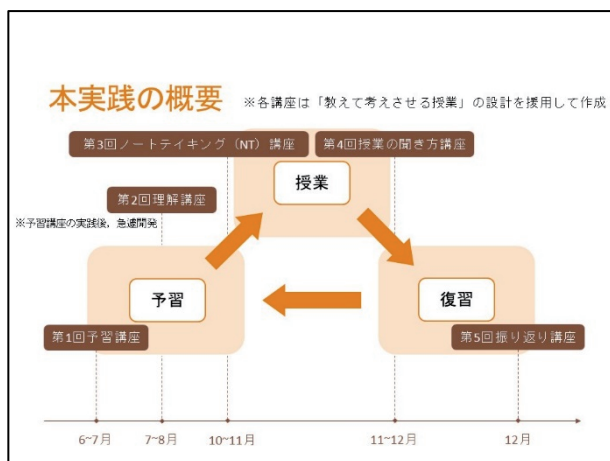 本実践の概要 ※各講座は「教えて考えさせる授業」の設計を援用して作成
第3回ノートテイキング（NT）講座
第4回授業の聞き方講座
授業
第2回理解講座
※予習講座の実践後，急遽開発
予習
復習
第1回予習講座
第5回振り返り講座
6~7月
7~8月
10~11月
11~12月
12月